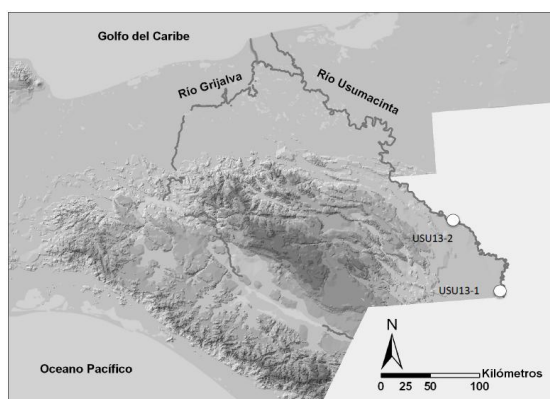 Golfo del Caribe
Río Grijalva
Río Usumacinta
USU13-2
USU13-1
N
Kilómetros
0 25 50 100
Oceano Pacífico